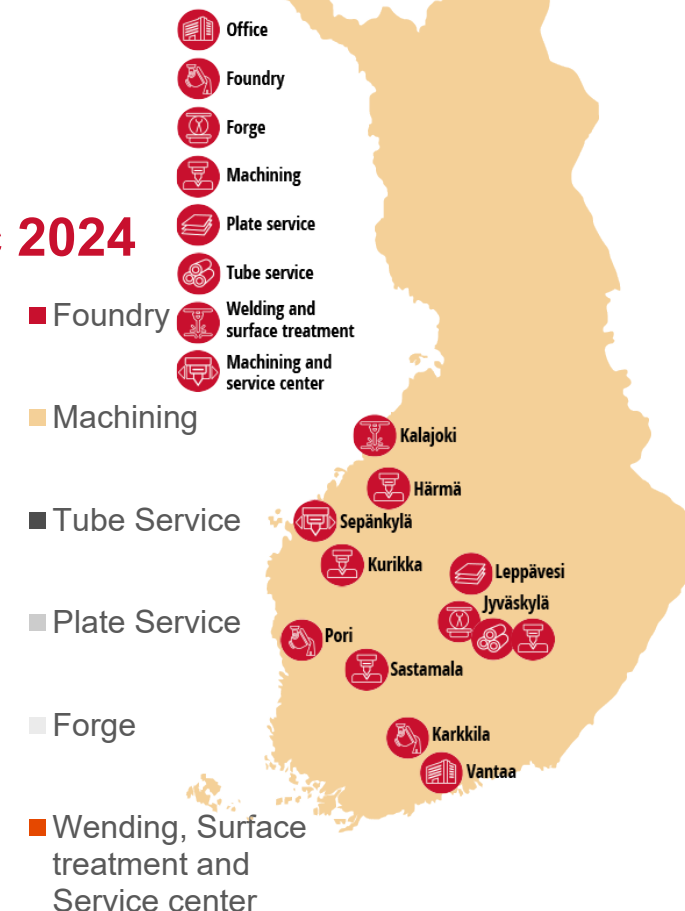 Office
Foundry
Forge
Machining
Plate service
2024
Tube service
Foundry
Welding and
surface treatment
Machining and
service center
Machining
Kalajoki
Härmä
Tube Service
Sepänkylä
Kurikka
Leppävesi
Jyväskylä
Plate Service
Pori
Sastamala
Forge
Karkkila
Vantaa
Wending, Surface
treatment and
Service center